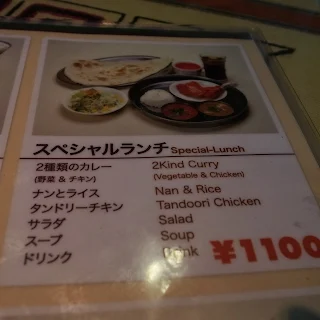 スペシャルランチ Special-Lunch
2種類のカレー 2Kind Curry
(野菜 & チキン) (Vegetable & Chicken)
ナンとライス Nan & Rice
タンドリーチキン Tandoori Chicken
サラダ Salad
スープ Soup
ドリンク Drink ¥1100